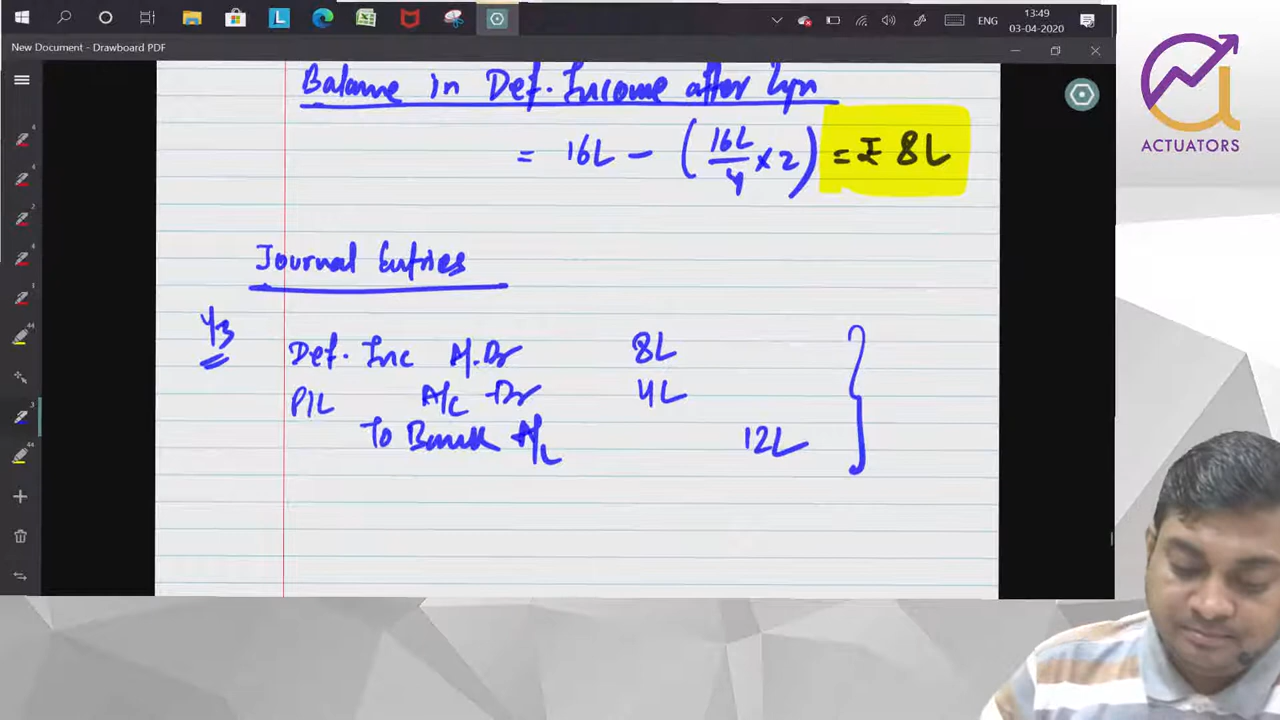 13:49
ENG
03-04-2020
New Document - Drawboard PDF
Balance in Def. Income after 2yr
= 16L - (16L/4 x 2) = ₹ 8L
Journal Entries
Y3
Def. Inc A/. Dr 8L
P/L A/c Dr 4L
To Bank A/c 12L
ACTUATORS